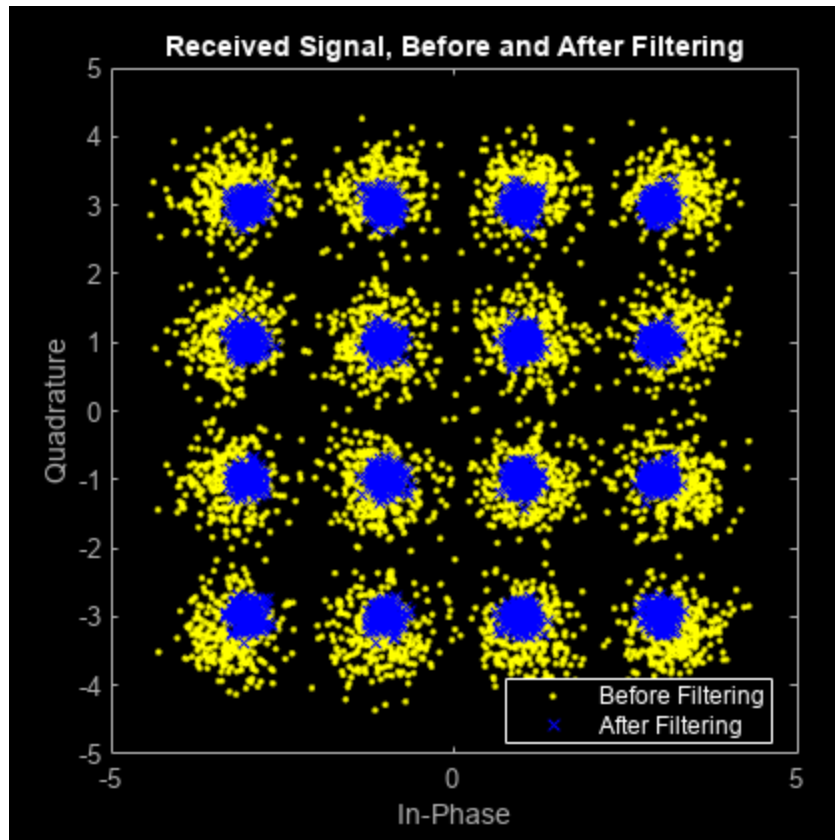 Received Signal, Before and After Filtering
5
4
3
2
1
0
-1
-2
-3
-4
-5
Quadrature
Before Filtering
After Filtering
-5 0 5
In-Phase